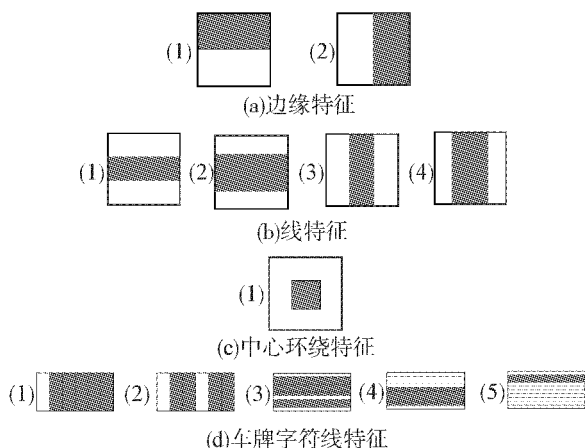 (1) (2)
(a)边缘特征
(1) (2) (3) (4)
(b)线特征
(1)
(c)中心环绕特征
(1) (2) (3) (4) (5)
(d)车牌字符线特征